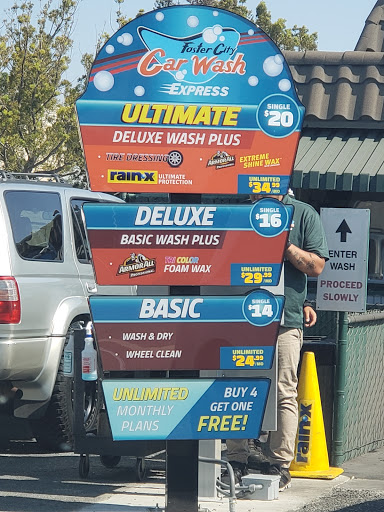 Foster City
Car Wash
EXPRESS
ULTIMATE
SINGLE
$20
DELUXE WASH PLUS
TIRE DRESSING
ARMORALL
EXTREME
SHINE WAX
RAIN-X
ULTIMATE
PROTECTION
UNLIMITED
$34.99
DELUXE
SINGLE
$16
BASIC WASH PLUS
ARMORALL
PROFESSIONAL
TRI COLOR
FOAM WAX
UNLIMITED
$29.99
BASIC
SINGLE
$14
WASH & DRY
WHEEL CLEAN
UNLIMITED
$24.99
UNLIMITED
MONTHLY
PLANS
BUY 4
GET ONE
FREE!
ENTER
WASH
PROCEED
SLOWLY
RAIN-X